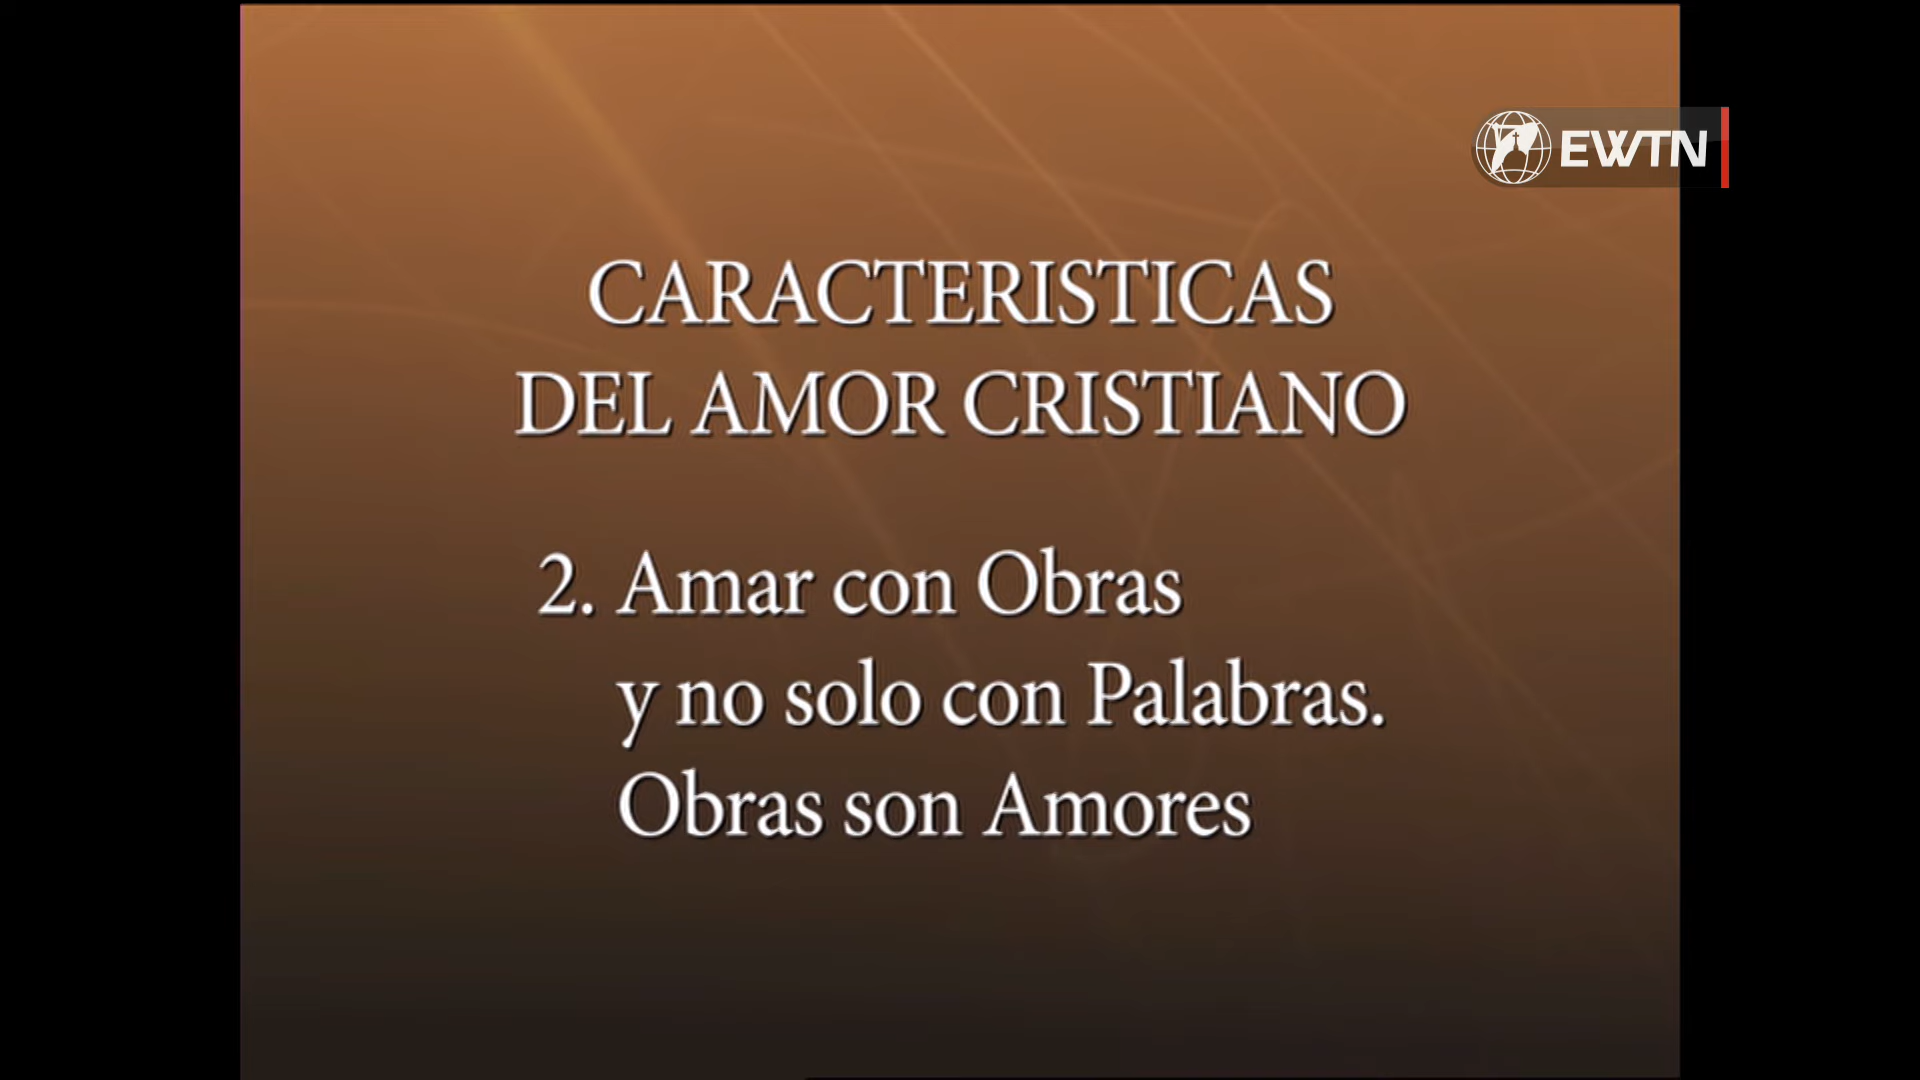 EWTN
CARACTERISTICAS
DEL AMOR CRISTIANO
2. Amar con Obras
y no solo con Palabras.
Obras son Amores